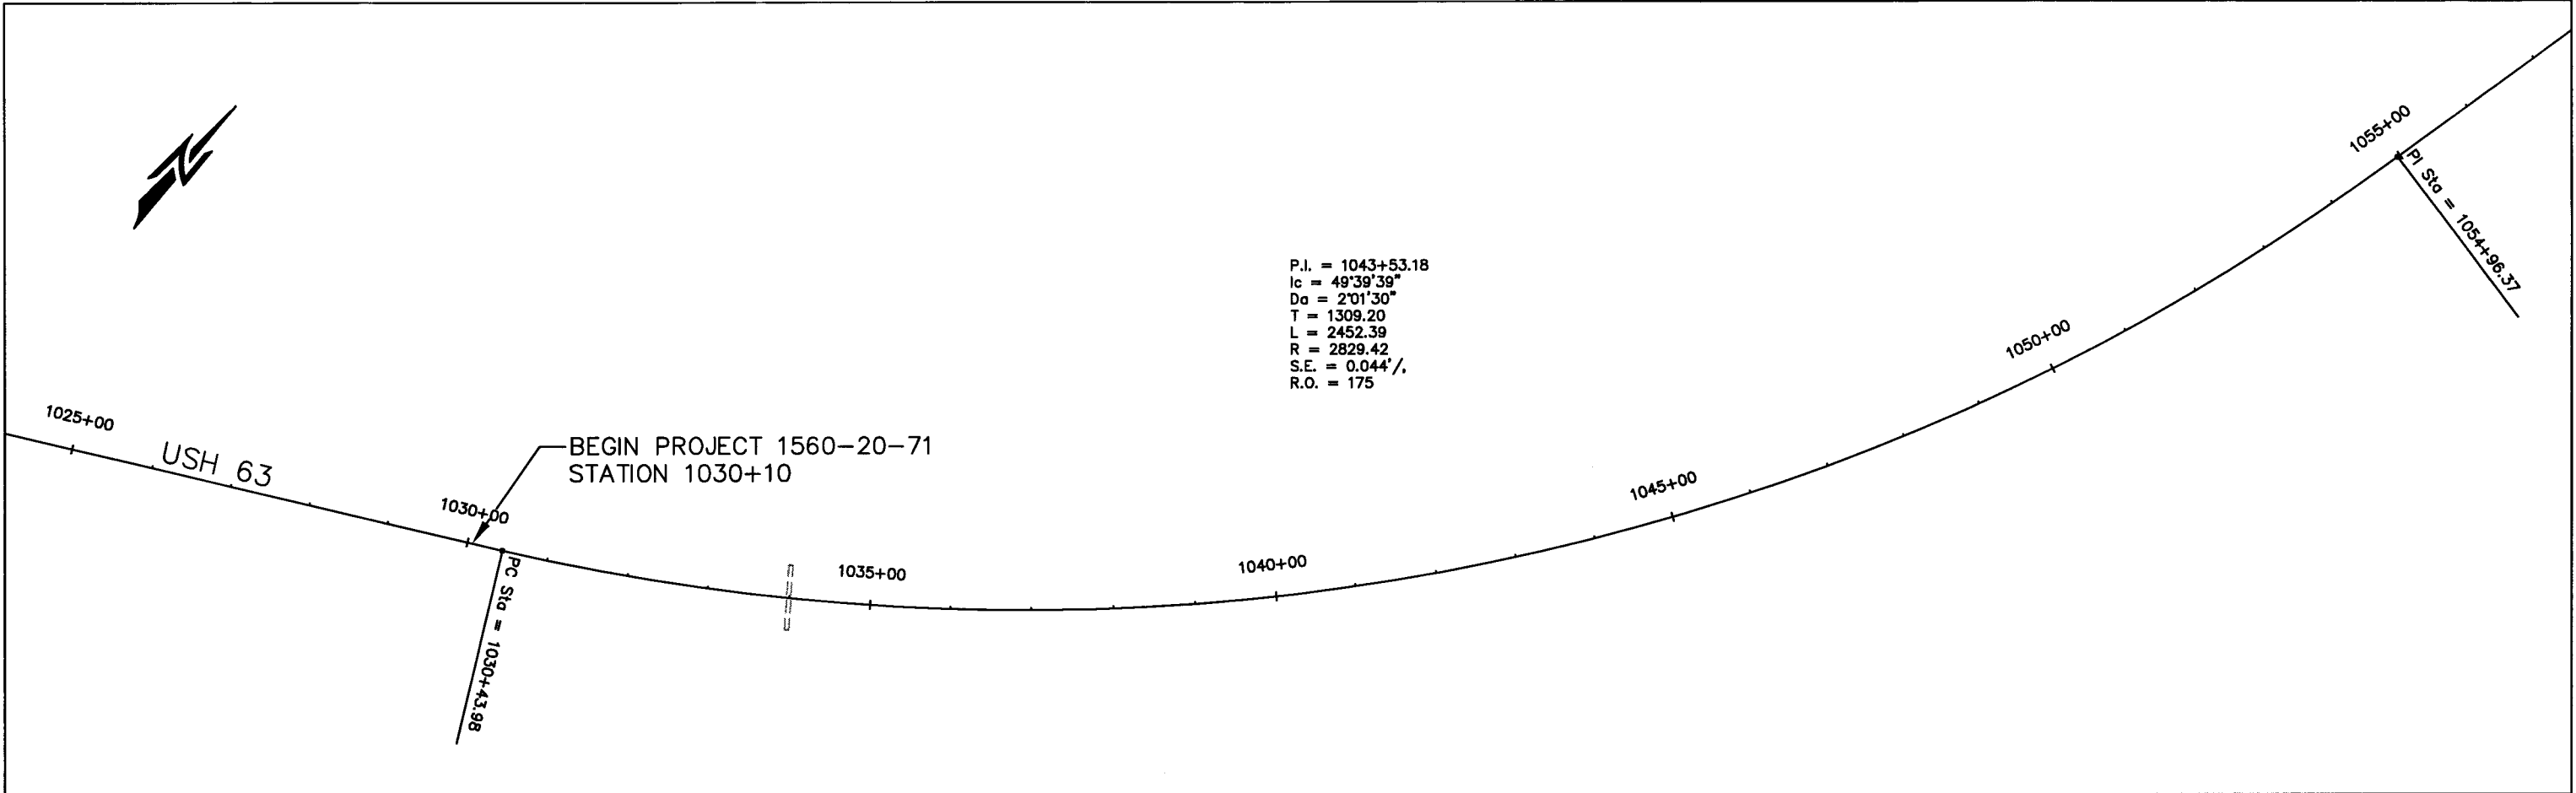 1055+00
PI Sta = 1054+96.37
P.I. = 1043+53.18
Ic = 49°39'39"
Da = 2°01'30"
T = 1309.20
L = 2452.39
R = 2829.42
S.E. = 0.044'/,
R.O. = 175
1050+00
1025+00
USH 63
BEGIN PROJECT 1560-20-71
STATION 1030+10
1030+00
1045+00
1035+00
1040+00
PC Sta = 1030+43.98